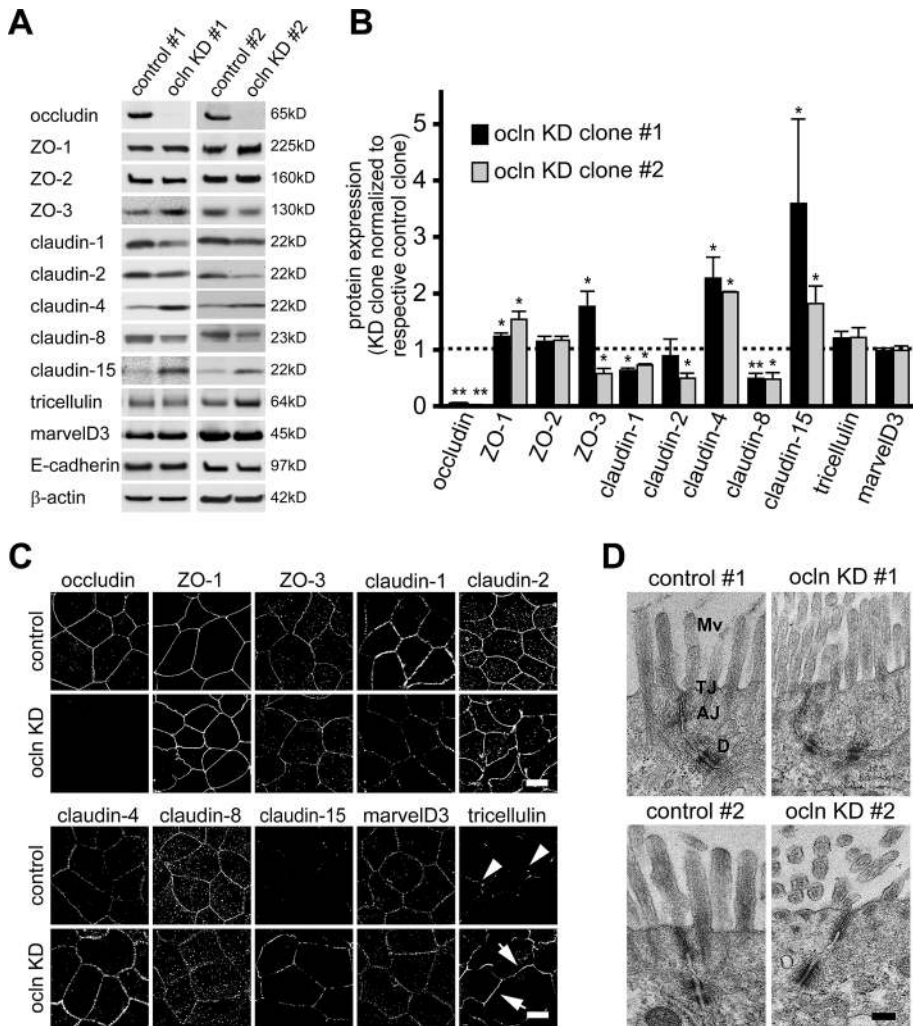 A
control #1
ocln KD #1
control #2
ocln KD #2
occludin 65kD
ZO-1 225kD
ZO-2 160kD
ZO-3 130kD
claudin-1 22kD
claudin-2 22kD
claudin-4 22kD
claudin-8 23kD
claudin-15 22kD
tricellulin 64kD
marvelD3 45kD
E-cadherin 97kD
β-actin 42kD
B
protein expression
(KD clone normalized to
respective control clone)
5
4
3
2
1
0
ocln KD clone #1
ocln KD clone #2
** ** * * * * * * * * * ** * * *
occludin
ZO-1
ZO-2
ZO-3
claudin-1
claudin-2
claudin-4
claudin-8
claudin-15
tricellulin
marvelD3
C
occludin ZO-1 ZO-3 claudin-1 claudin-2
control
ocln KD
claudin-4 claudin-8 claudin-15 marvelD3 tricellulin
control
ocln KD
D
control #1 ocln KD #1
Mv
TJ
AJ
D
control #2 ocln KD #2